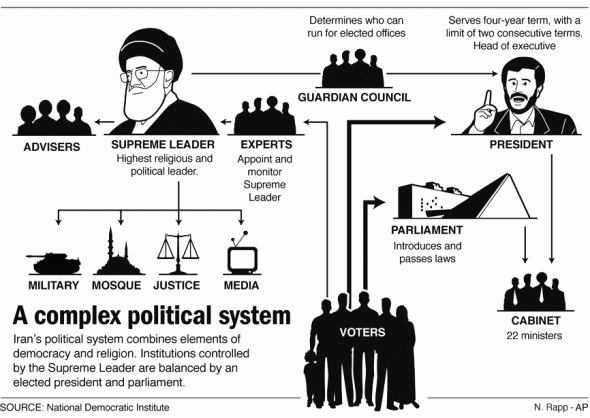 Determines who can
run for elected offices
Serves four-year term, with a
limit of two consecutive terms.
Head of executive
GUARDIAN COUNCIL
ADVISERS
SUPREME LEADER
Highest religious and
political leader.
EXPERTS
Appoint and
monitor
Supreme
Leader
PRESIDENT
PARLIAMENT
Introduces and
passes laws
MILITARY
MOSQUE
JUSTICE
MEDIA
CABINET
22 ministers
VOTERS
A complex political system
Iran's political system combines elements of
democracy and religion. Institutions controlled
by the Supreme Leader are balanced by an
elected president and parliament.
SOURCE: National Democratic Institute
N. Rapp - AP